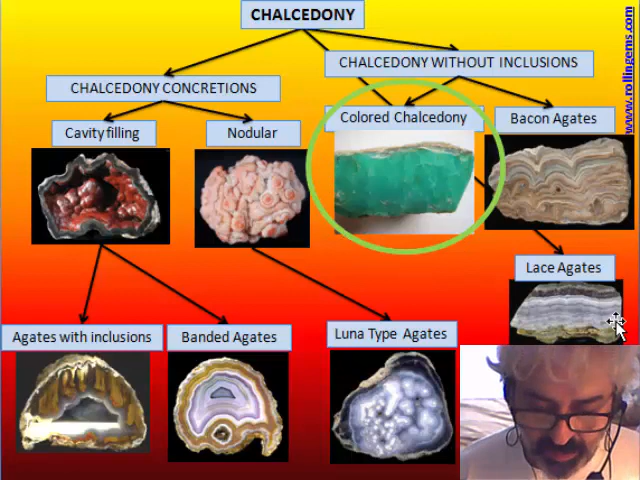 CHALCEDONY
CHALCEDONY WITHOUT INCLUSIONS
CHALCEDONY CONCRETIONS
Cavity filling
Nodular
Colored Chalcedony
Bacon Agates
Lace Agates
Agates with inclusions
Banded Agates
Luna Type Agates
www.rollingems.com